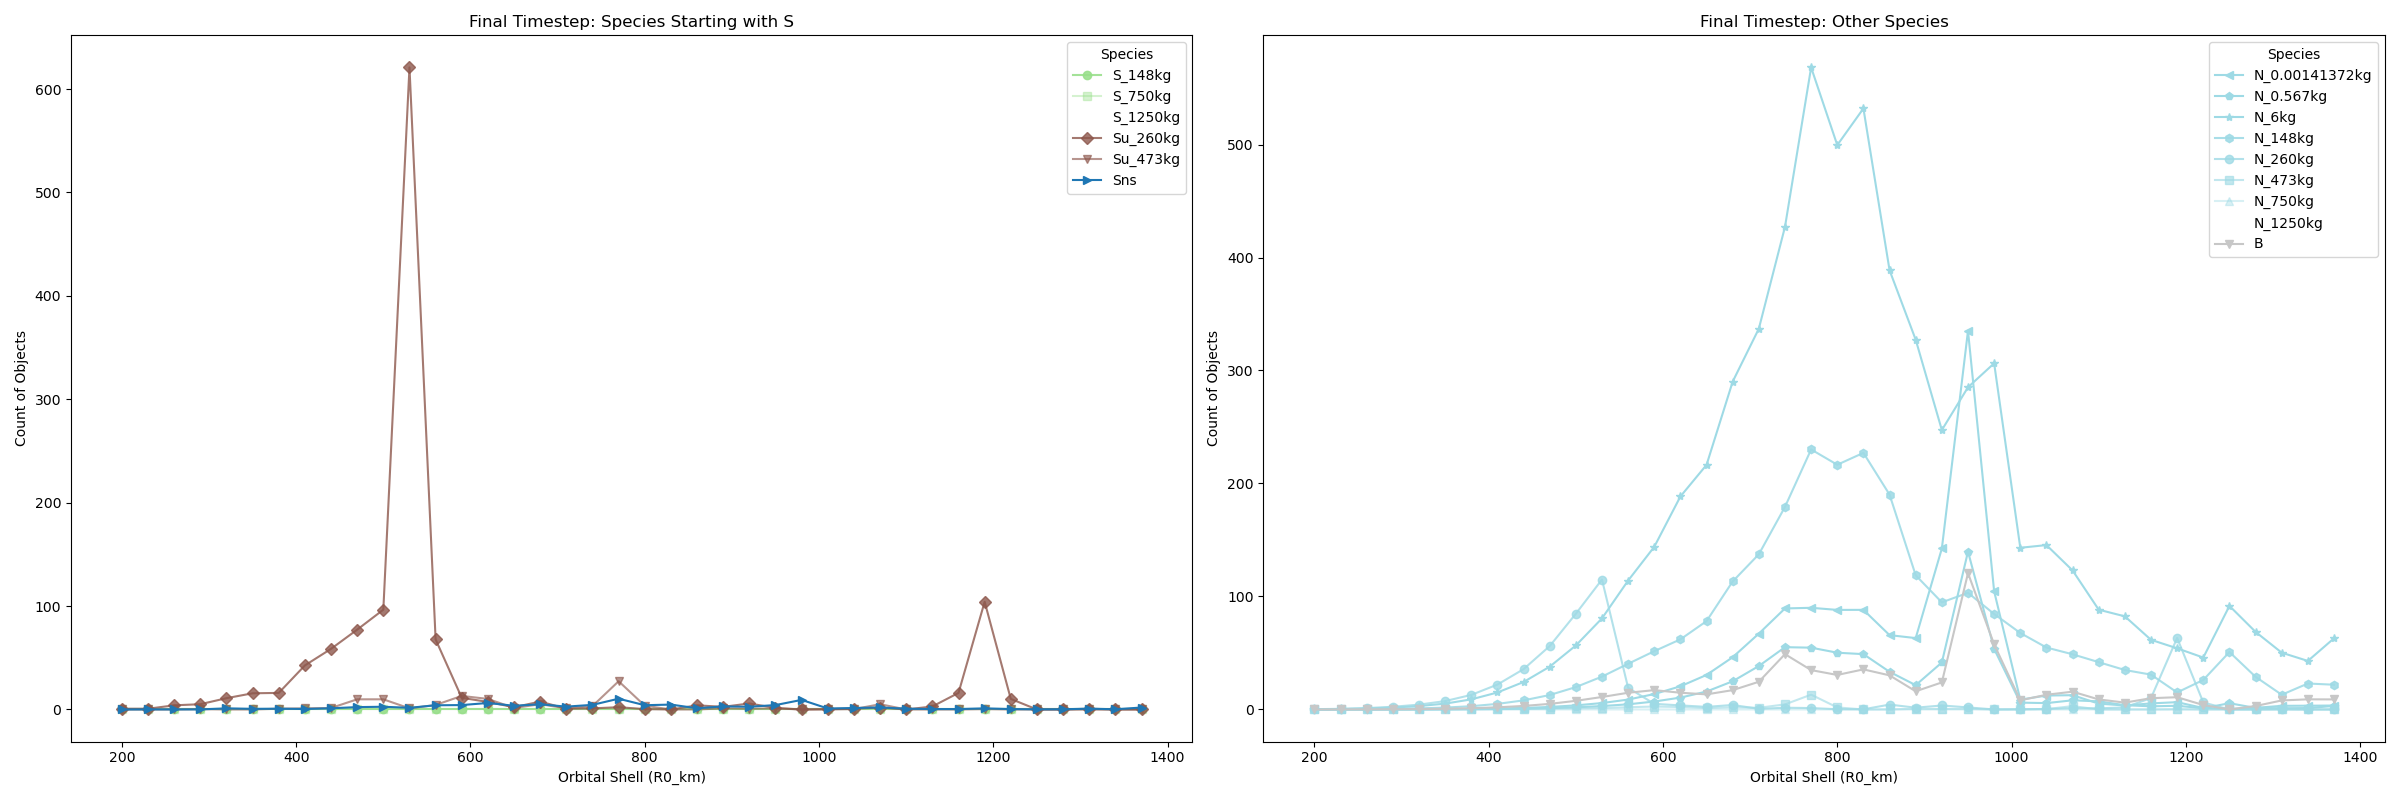 Final Timestep: Species Starting with S
Count of Objects
600
500
400
300
200
100
0
200 400 600 800 1000 1200 1400
Orbital Shell (R0_km)
Species
S_148kg
S_750kg
S_1250kg
Su_260kg
Su_473kg
Sns
Final Timestep: Other Species
Count of Objects
500
400
300
200
100
0
200 400 600 800 1000 1200 1400
Orbital Shell (R0_km)
Species
N_0.00141372kg
N_0.567kg
N_6kg
N_148kg
N_260kg
N_473kg
N_750kg
N_1250kg
B